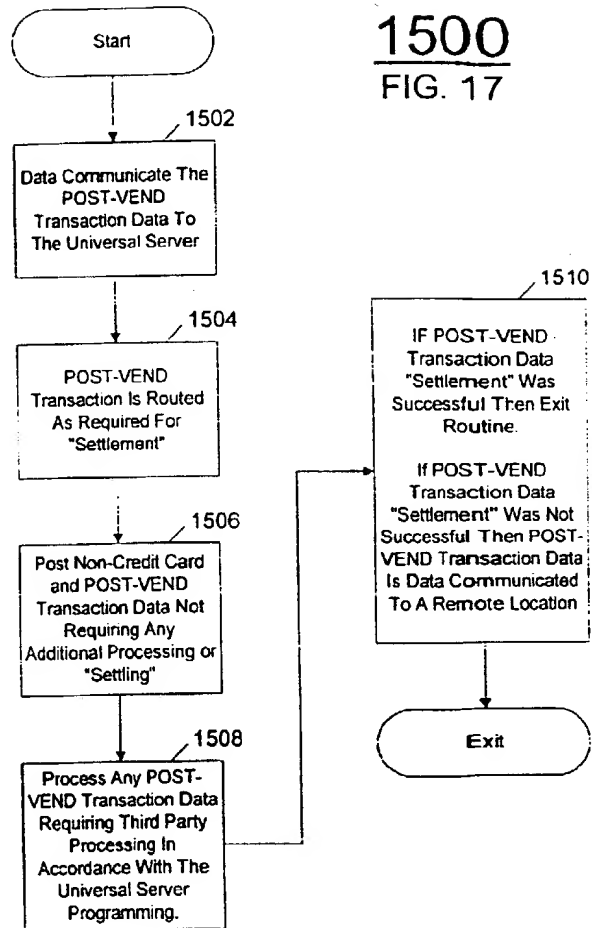 1500
FIG. 17
Start
1502
Data Communicate The
POST-VEND
Transaction Data To
The Universal Server
1504
POST-VEND
Transaction Is Routed
As Required For
"Settlement"
1506
Post Non-Credit Card
and POST-VEND
Transaction Data Not
Requiring Any
Additional Processing or
"Settling"
1508
Process Any POST-
VEND Transaction Data
Requiring Third Party
Processing In
Accordance With The
Universal Server
Programming.
1510
IF POST-VEND
Transaction Data
"Settlement" Was
Successful Then Exit
Routine.
If POST-VEND
Transaction Data
"Settlement" Was Not
Successful Then POST-
VEND Transaction Data
Is Data Communicated
To A Remote Location
Exit